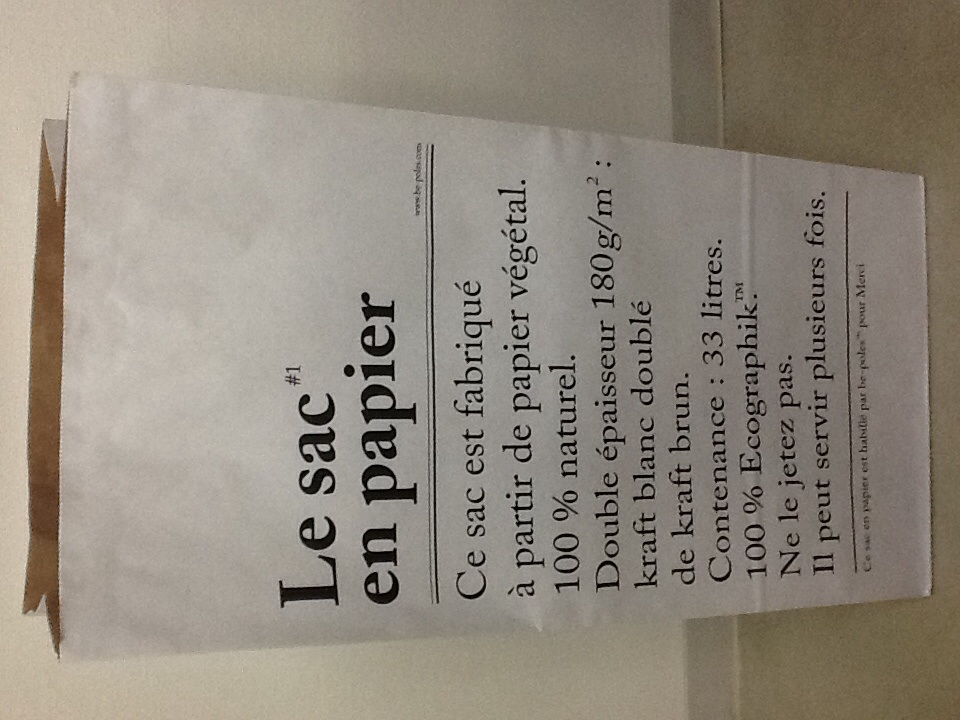 Le sac #1
en papier
www.be-poles.com
Ce sac est fabriqué
à partir de papier végétal.
100 % naturel.
Double épaisseur 180g/m² :
kraft blanc doublé
de kraft brun.
Contenance : 33 litres.
100 % Ecographik.™
Ne le jetez pas.
Il peut servir plusieurs fois.
Ce sac en papier est habillé par be-poles™ pour Merci